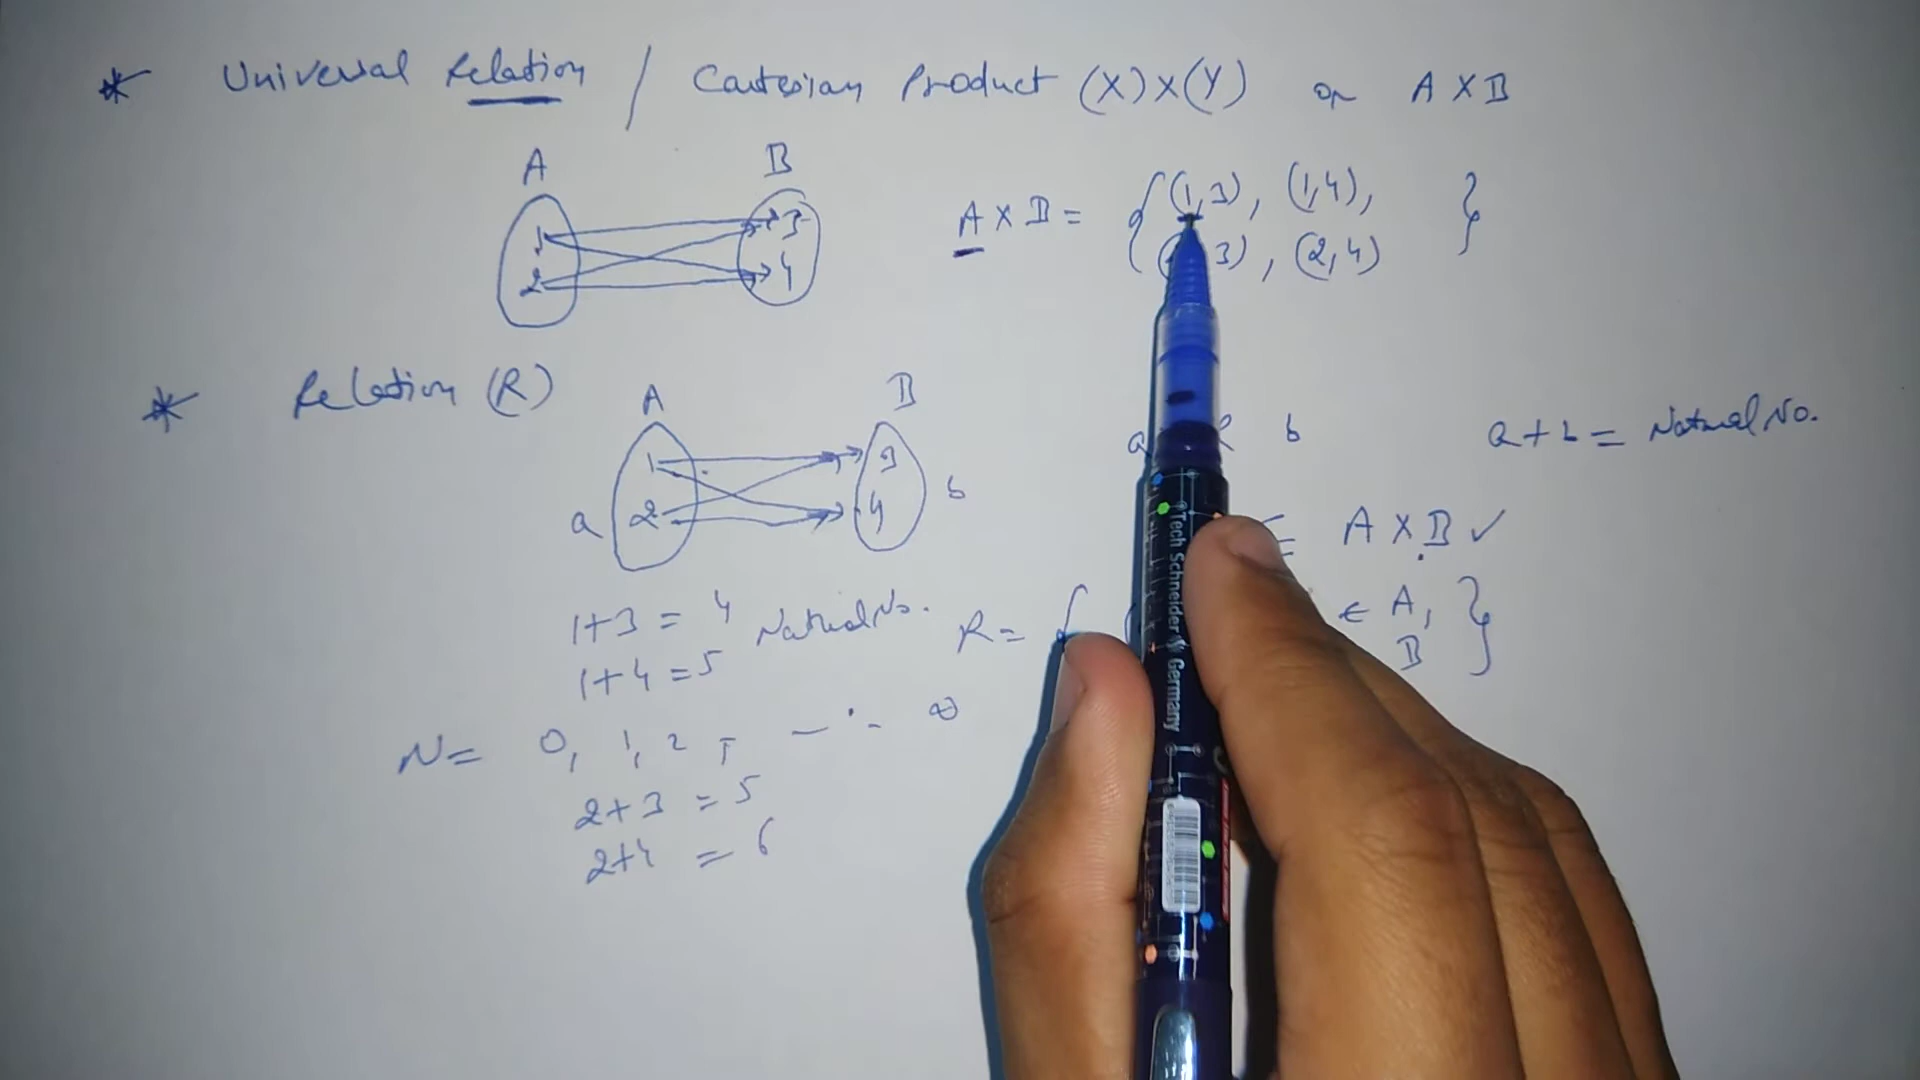 * Universal Relation / Cartesian Product (X)×(Y) or A×B
A B
1 3
2 4
A×B = { (1,3), (1,4), }
3), (2,4)
* Relation (R)
A B
1 3
2 4
a b
a b a+b = Natural No.
A×B ✓
1+3 = 4 Natural No.
1+4 = 5
R = { ∈ A, }
B
N = 0, 1, 2, ∞
2+3 = 5
2+4 = 6
Tech Schneider Germany